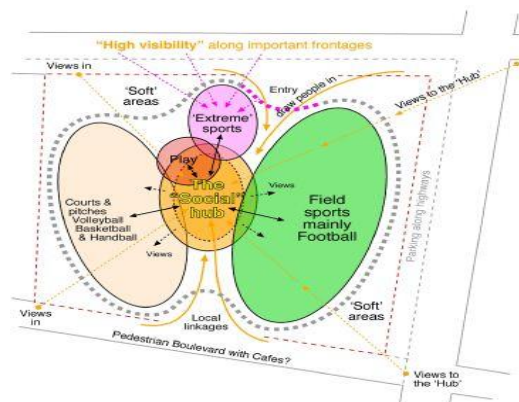 "High visibility" along important frontages
Views in
'Soft'
areas
Entry
draw people in
Views to the 'Hub'
'Extreme'
sports
Play
The
"Social"
hub
Views
Courts &
pitches
Volleyball
Basketball
& Handball
Views
Field
sports
mainly
Football
Parking along highways
'Soft'
areas
Views
in
Local
linkages
Pedestrian Boulevard with Cafes?
Views to
the 'Hub'